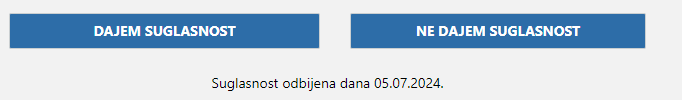 DAJEM SUGLASNOST NE DAJEM SUGLASNOST
Suglasnost odbijena dana 05.07.2024.